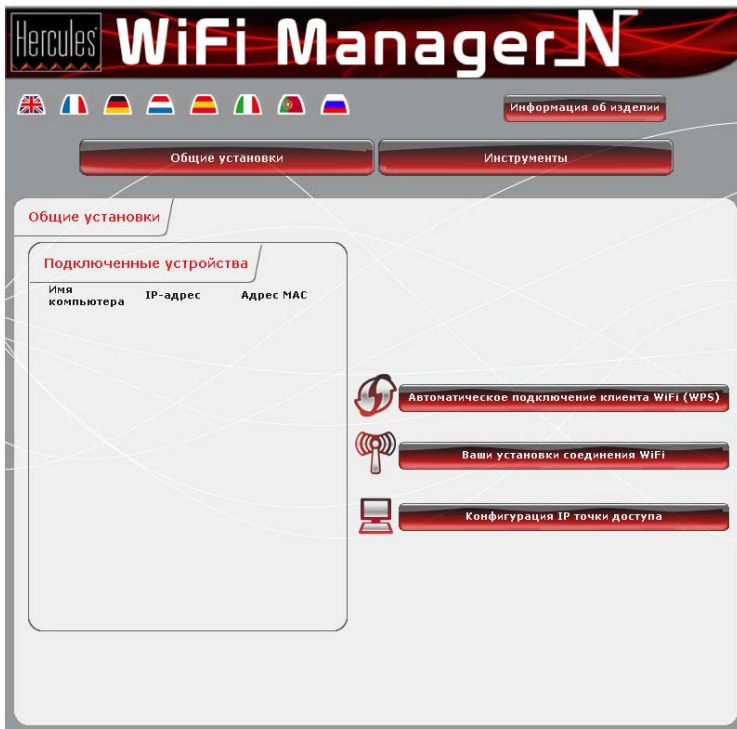 Hercules WiFi Manager_N
Информация об изделии
Общие установки Инструменты
Общие установки
Подключенные устройства
Имя
компьютера IP-адрес Адрес MAC
Автоматическое подключение клиента WiFi (WPS)
Ваши установки соединения WiFi
Конфигурация IP точки доступа